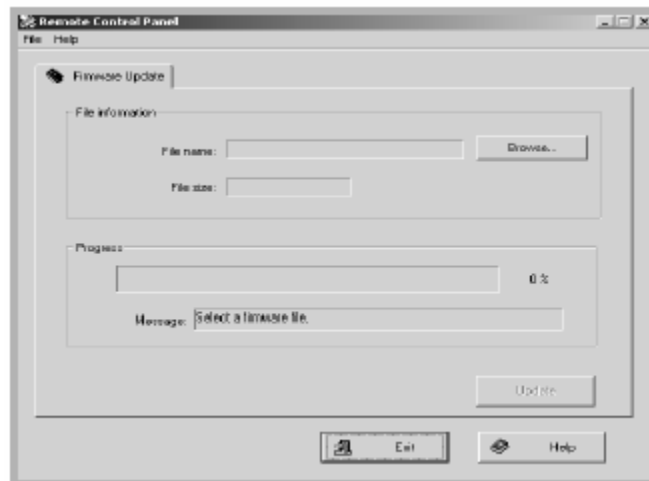 Remote Control Panel
File Help
Firmware Update
File information
File name:
Browse...
File size:
Progress
0 %
Message: Select a firmware file.
Update
Exit
Help